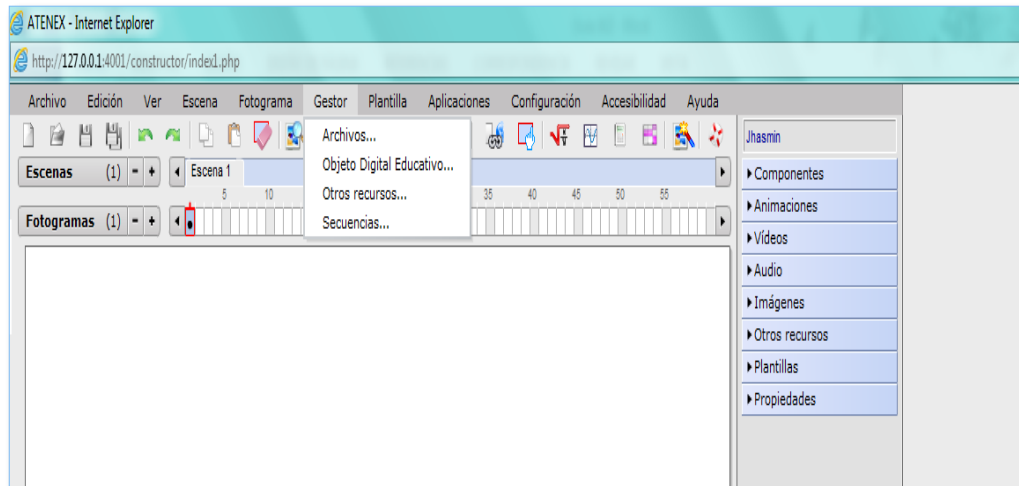 ATENEX - Internet Explorer
http://127.0.0.1:4001/constructor/index1.php
Archivo Edición Ver Escena Fotograma Gestor Plantilla Aplicaciones Configuración Accesibilidad Ayuda
Archivos...
Objeto Digital Educativo...
Otros recursos...
Secuencias...
Escenas (1) - + Escena 1
5 10 35 40 45 50 55
Fotogramas (1) - +
Jhasmin
Componentes
Animaciones
Vídeos
Audio
Imágenes
Otros recursos
Plantillas
Propiedades